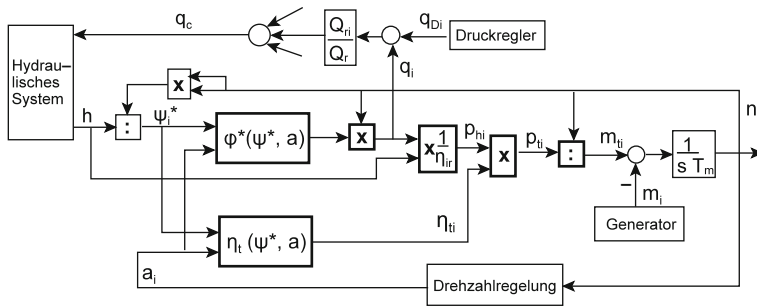 q_c
Q_ri
Q_r
q_Di
Druckregler
Hydrau-
lisches
System
q_i
x
n
h
:
ψ_i*
φ*(ψ*, a)
x
x 1/η_ir
p_hi
x
p_ti
:
m_ti
1
s T_m
−
m_i
Generator
η_t (ψ*, a)
η_ti
a_i
Drehzahlregelung